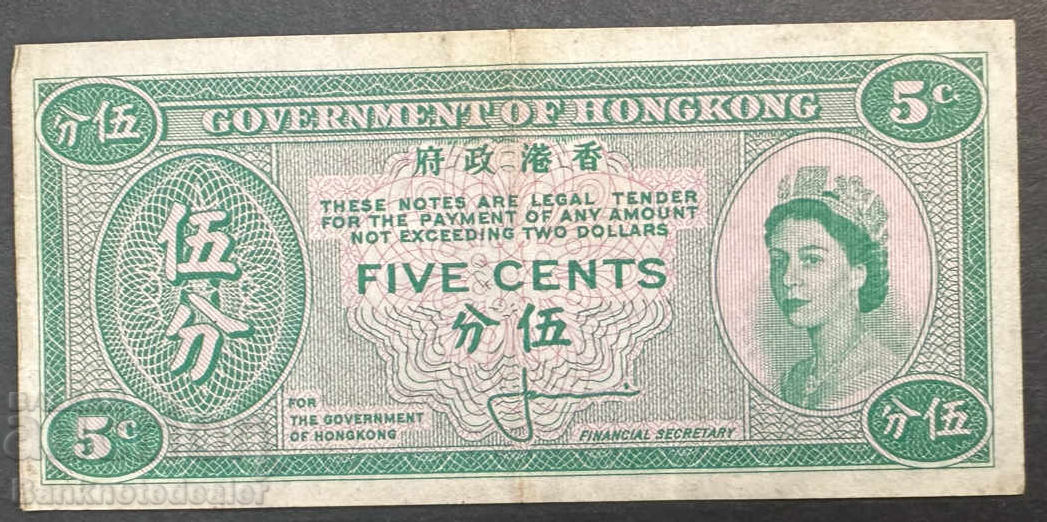 分伍
GOVERNMENT OF HONGKONG
5c.
府政港香
THESE NOTES ARE LEGAL TENDER
FOR THE PAYMENT OF ANY AMOUNT
NOT EXCEEDING TWO DOLLARS
伍分
FIVE CENTS
分伍
FOR
THE GOVERNMENT
OF HONGKONG
FINANCIAL SECRETARY
5c
分伍
Banknotodealer